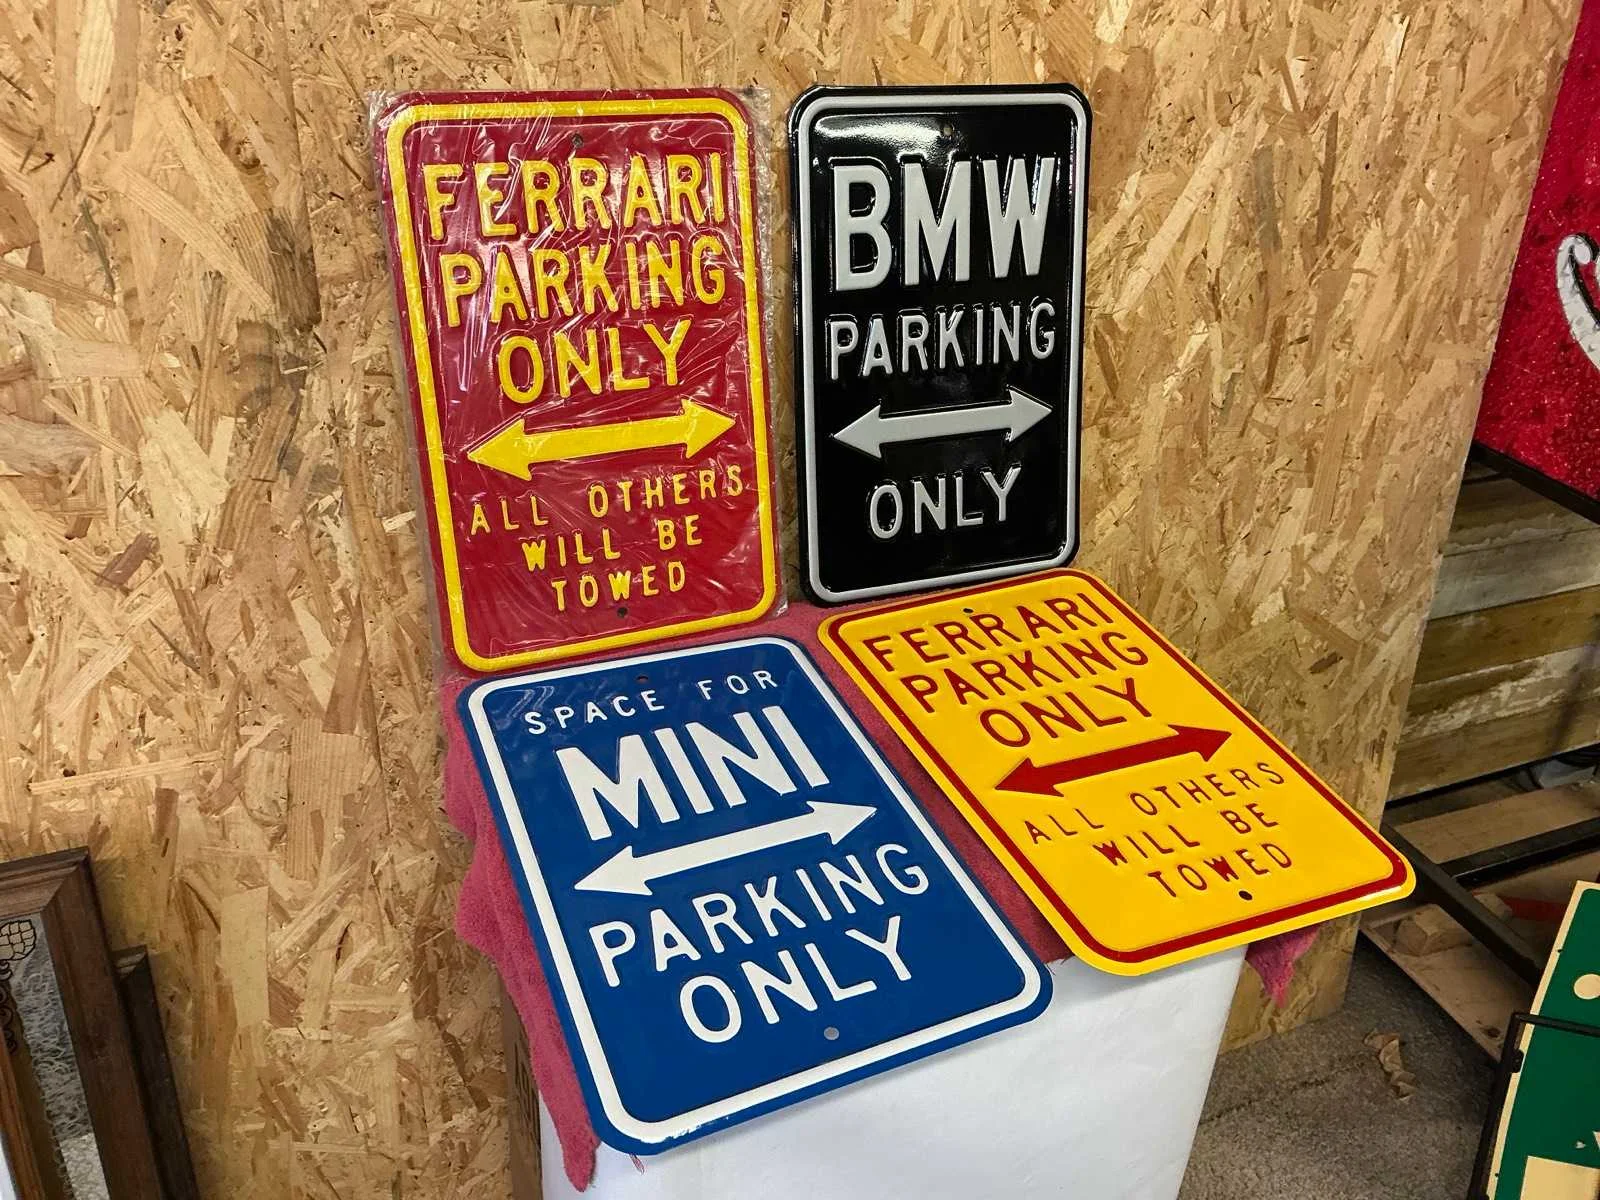 FERRARI
PARKING
ONLY
ALL OTHERS
WILL BE
TOWED
BMW
PARKING
ONLY
SPACE FOR
MINI
PARKING
ONLY
FERRARI
PARKING
ONLY
ALL OTHERS
WILL BE
TOWED